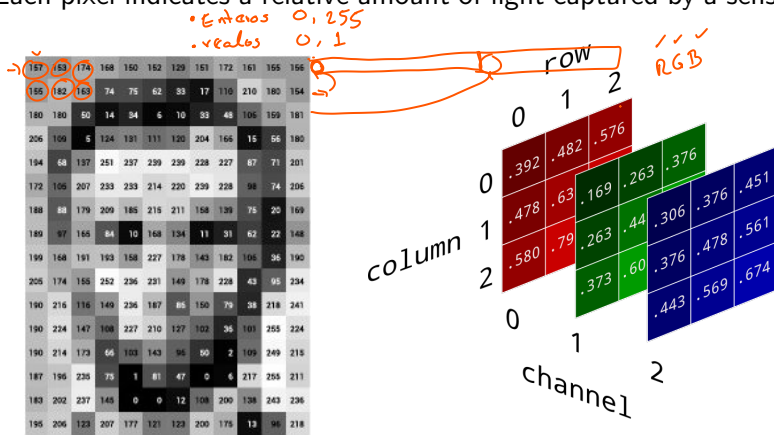 Each pixel indicates a relative amount of light captured by a sens
• Enteros 0, 255
• reales 0, 1
157 153 174 168 150 152 129 151 172 161 155 156
155 182 163 74 75 62 33 17 110 210 180 154
180 180 50 14 34 6 10 33 48 106 159 181
206 109 5 124 131 111 120 204 166 15 56 180
194 68 137 251 237 239 239 228 227 87 71 201
172 105 207 233 233 214 220 239 228 98 74 206
188 88 179 209 185 215 211 158 139 75 20 169
189 97 165 84 10 168 134 11 31 62 22 148
199 168 191 193 158 227 178 143 182 106 36 190
205 174 155 252 236 231 149 178 228 43 95 234
190 216 116 149 236 187 86 150 79 38 218 241
190 224 147 108 227 210 127 102 36 101 255 224
190 214 173 66 103 143 96 50 2 109 249 215
187 196 235 75 1 81 47 0 6 217 255 211
183 202 237 145 0 0 12 108 200 138 243 236
195 206 123 207 177 121 123 200 175 13 96 218
row
RGB
0 1 2
0
.392 .482 .576
1
.478 .63
2
.580 .79
column
0
.169 .263 .376
.263 .44
.373 .60
1
.306 .376 .451
.376 .478 .561
.443 .569 .674
2
channel